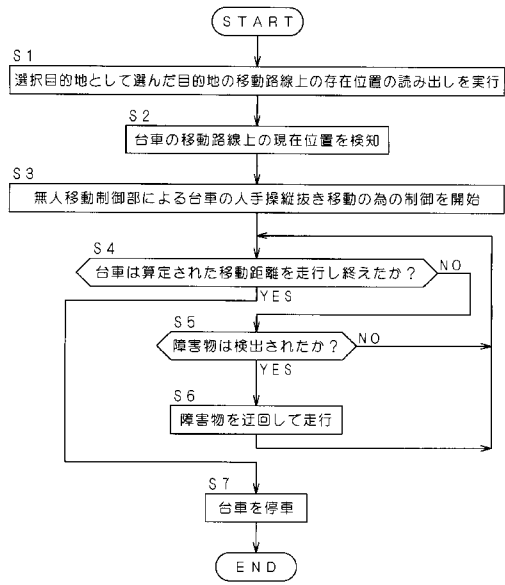 START
S1
選択目的地として選んだ目的地の移動路線上の存在位置の読み出しを実行
S2
台車の移動路線上の現在位置を検知
S3
無人移動制御部による台車の人手操縦抜き移動の為の制御を開始
S4
台車は算定された移動距離を走行し終えたか？
NO
YES
S5
障害物は検出されたか？
NO
YES
S6
障害物を迂回して走行
S7
台車を停車
END